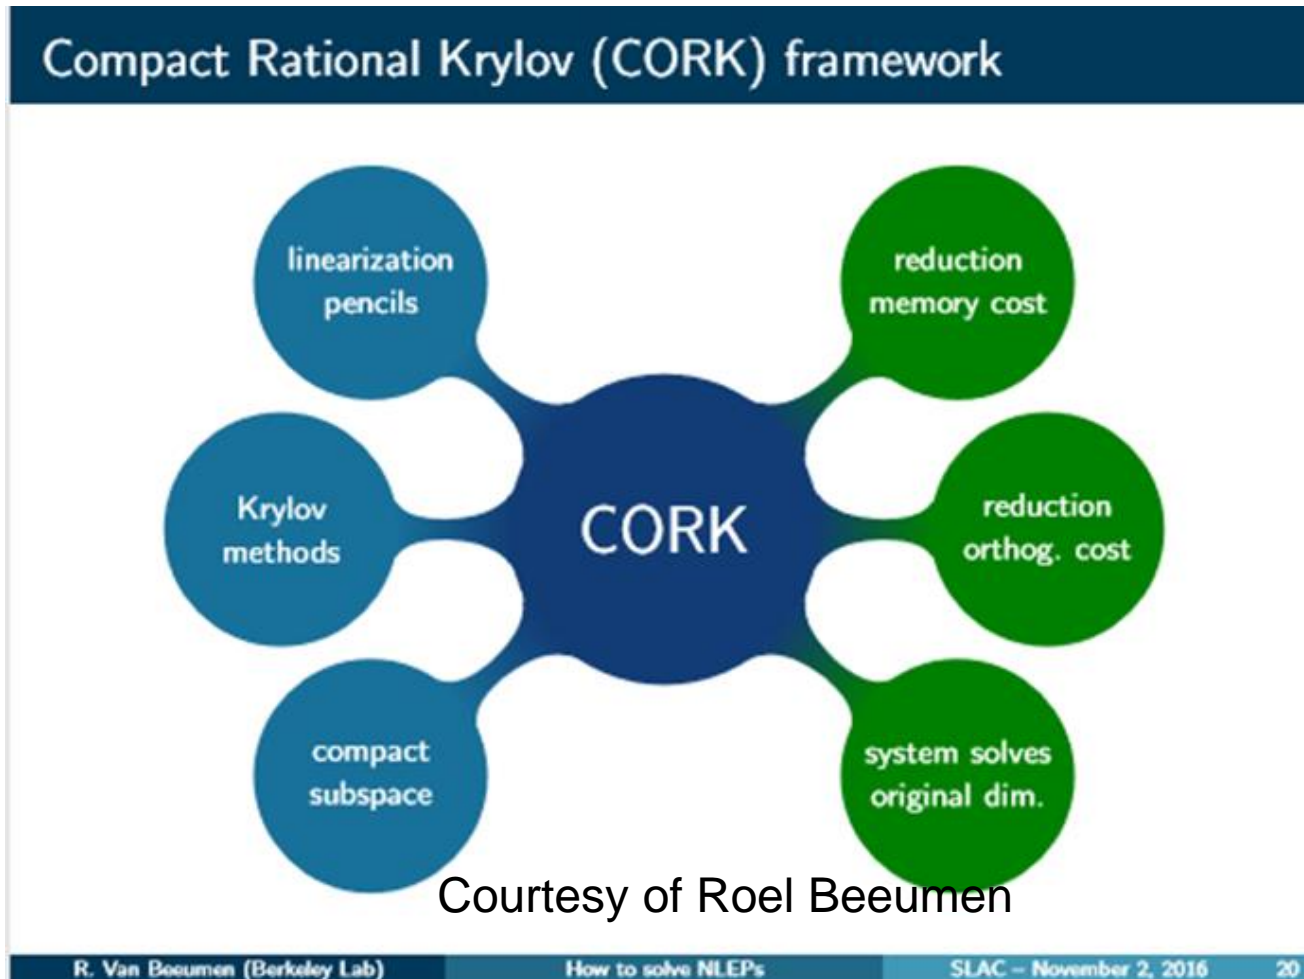 Compact Rational Krylov (CORK) framework
linearization
pencils
reduction
memory cost
Krylov
methods
CORK
reduction
orthog. cost
compact
subspace
system solves
original dim.
Courtesy of Roel Beeumen
R. Van Beeumen (Berkeley Lab) How to solve NLEPs SLAC – November 2, 2016 20